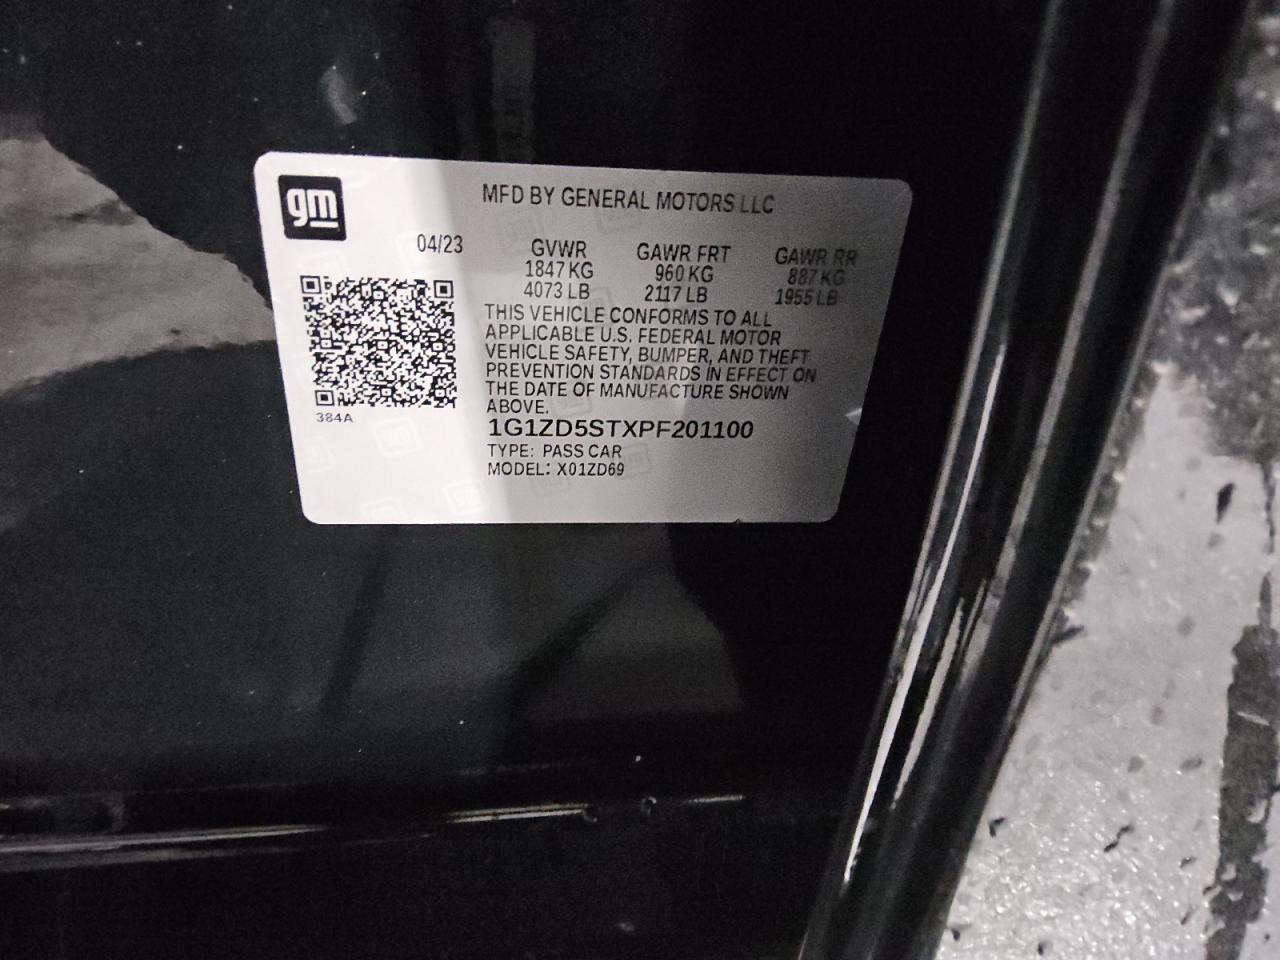 gm
MFD BY GENERAL MOTORS LLC
04/23 GVWR GAWR FRT GAWR RR
1847 KG 960 KG 887 KG
4073 LB 2117 LB 1955 LB
THIS VEHICLE CONFORMS TO ALL
APPLICABLE U.S. FEDERAL MOTOR
VEHICLE SAFETY, BUMPER, AND THEFT
PREVENTION STANDARDS IN EFFECT ON
THE DATE OF MANUFACTURE SHOWN
ABOVE.
384A
1G1ZD5STXPF201100
TYPE: PASS CAR
MODEL: X01ZD69